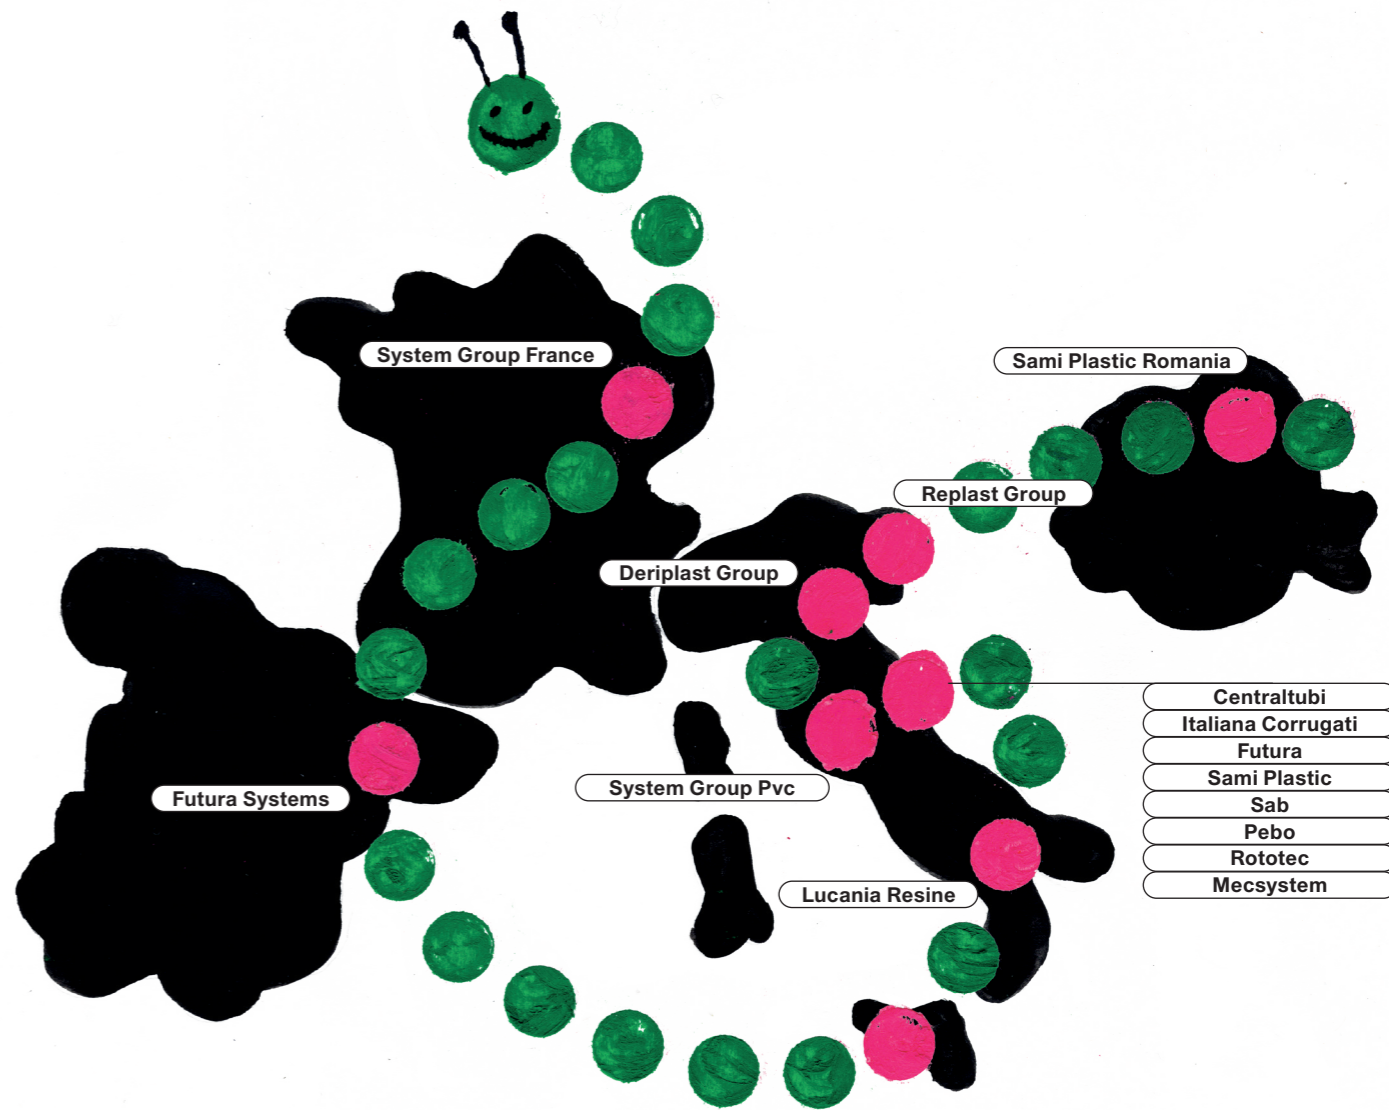 System Group France
Sami Plastic Romania
Replast Group
Deriplast Group
Centraltubi
Italiana Corrugati
Futura
Sami Plastic
Sab
Pebo
Rototec
Mecsystem
System Group Pvc
Futura Systems
Lucania Resine